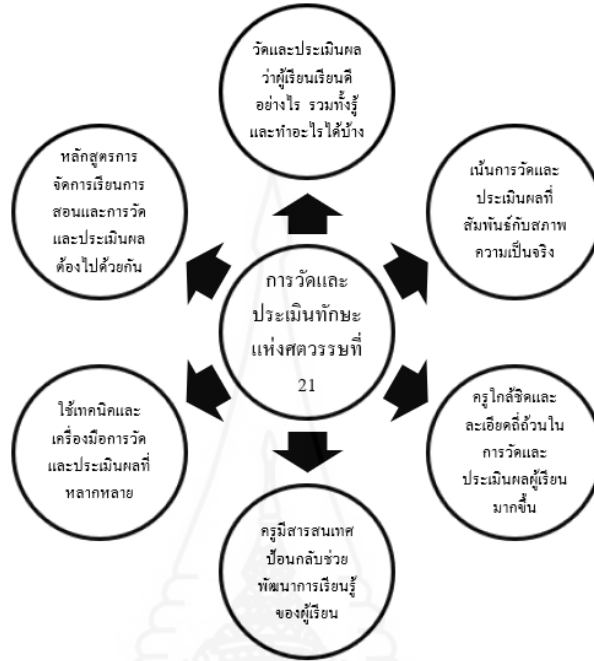 วัดและประเมินผล
ว่าผู้เรียนเรียนดี
อย่างไร รวมทั้งรู้
และทำอะไรได้บ้าง
เน้นการวัดและ
ประเมินผลที่
สัมพันธ์กับสภาพ
ความเป็นจริง
ครูใกล้ชิดและ
ละเอียดถี่ถ้วนใน
การวัดและ
ประเมินผลผู้เรียน
มากขึ้น
ครูมีสารสนเทศ
ป้อนกลับช่วย
พัฒนาการเรียนรู้
ของผู้เรียน
ใช้เทคนิคและ
เครื่องมือการวัด
และประเมินผลที่
หลากหลาย
หลักสูตรการ
จัดการเรียนการ
สอนและการวัด
และประเมินผล
ต้องไปด้วยกัน
การวัดและ
ประเมินทักษะ
แห่งศตวรรษที่
21